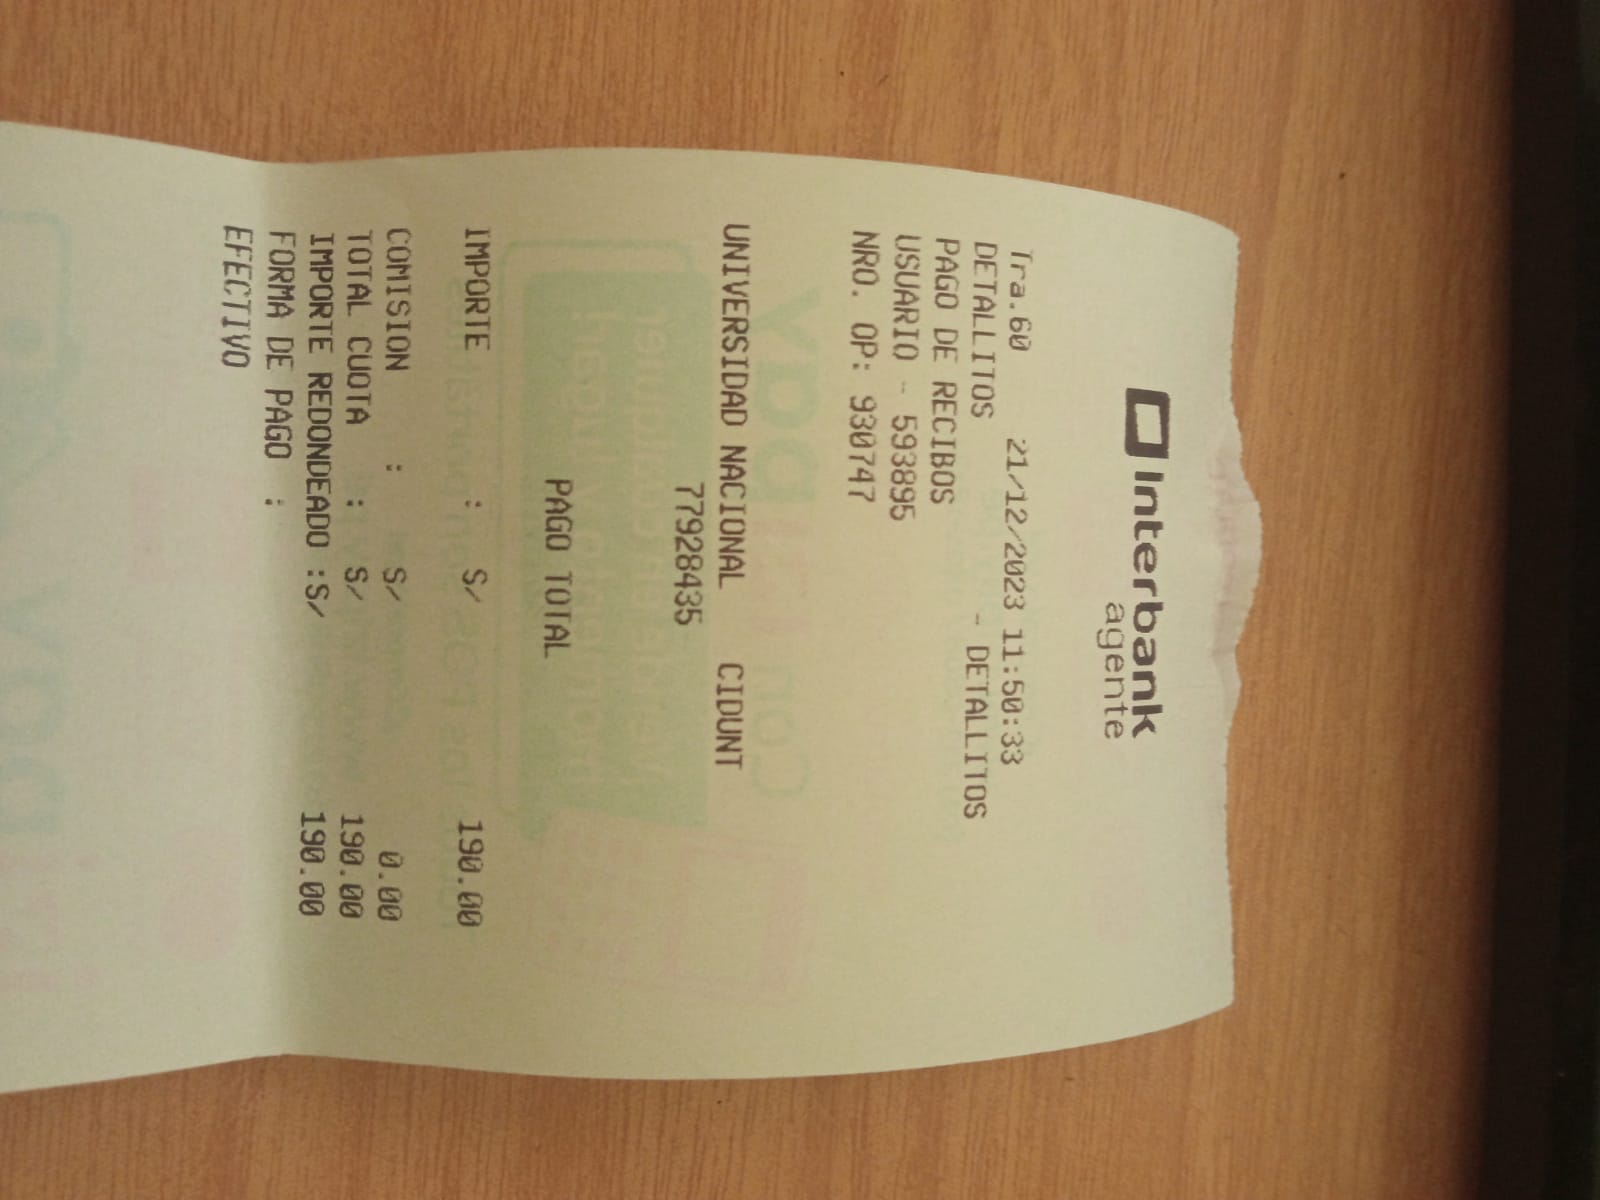 Interbank
agente
Tra.60 21/12/2023 11:50:33
DETALLITOS - DETALLITOS
PAGO DE RECIBOS
USUARIO - 593895
NRO. OP: 930747
UNIVERSIDAD NACIONAL CIDUNT
77928435
PAGO TOTAL
IMPORTE : S/ 190.00
COMISION : S/ 0.00
TOTAL CUOTA : S/ 190.00
IMPORTE REDONDEADO :S/ 190.00
FORMA DE PAGO :
EFECTIVO